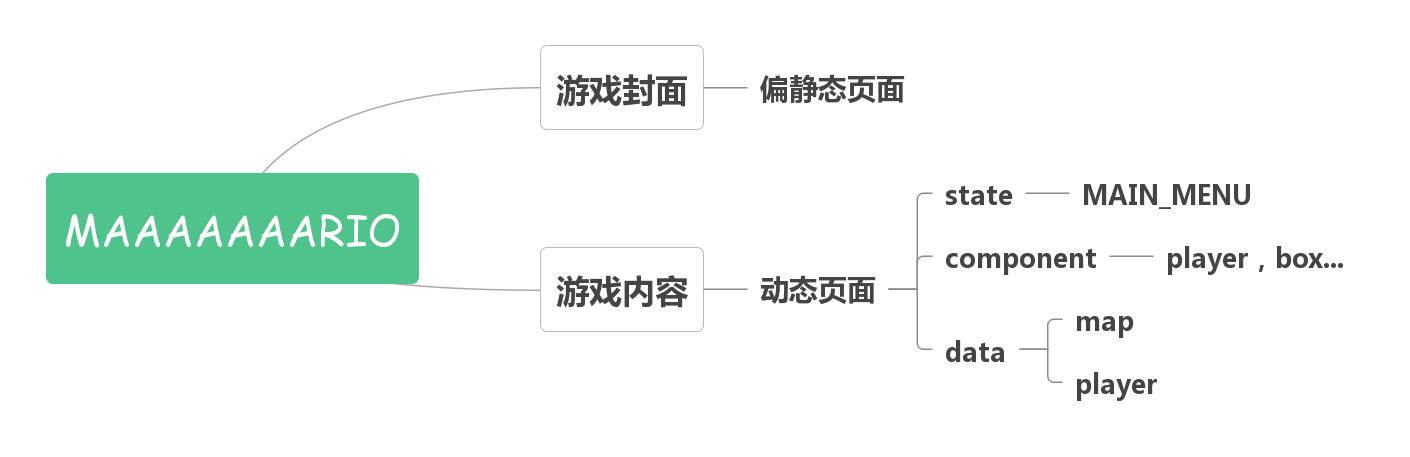 MAAAAAAARIO
游戏封面
偏静态页面
游戏内容
动态页面
state
MAIN_MENU
component
player，box...
data
map
player